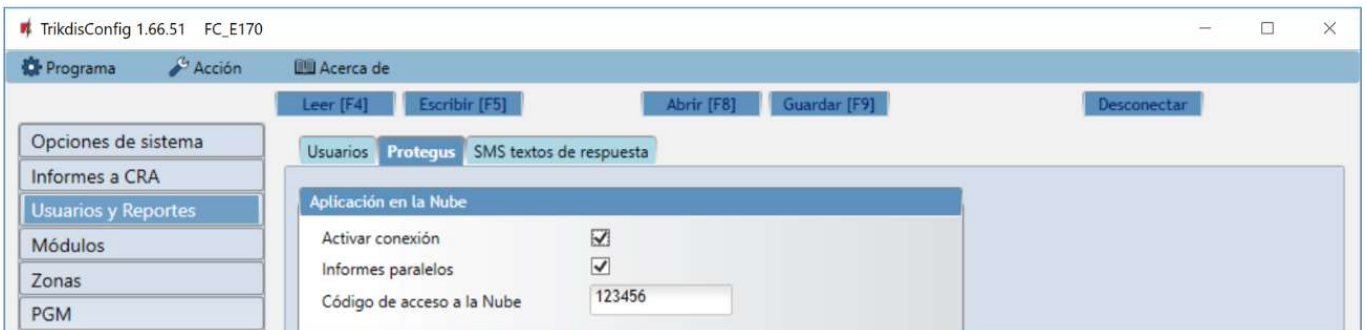 TrikdisConfig 1.66.51 FC_E170
Programa Acción Acerca de
Leer [F4] Escribir [F5] Abrir [F8] Guardar [F9] Desconectar
Opciones de sistema
Informes a CRA
Usuarios y Reportes
Módulos
Zonas
PGM
Usuarios Protegus SMS textos de respuesta
Aplicación en la Nube
Activar conexión
Informes paralelos
Código de acceso a la Nube 123456